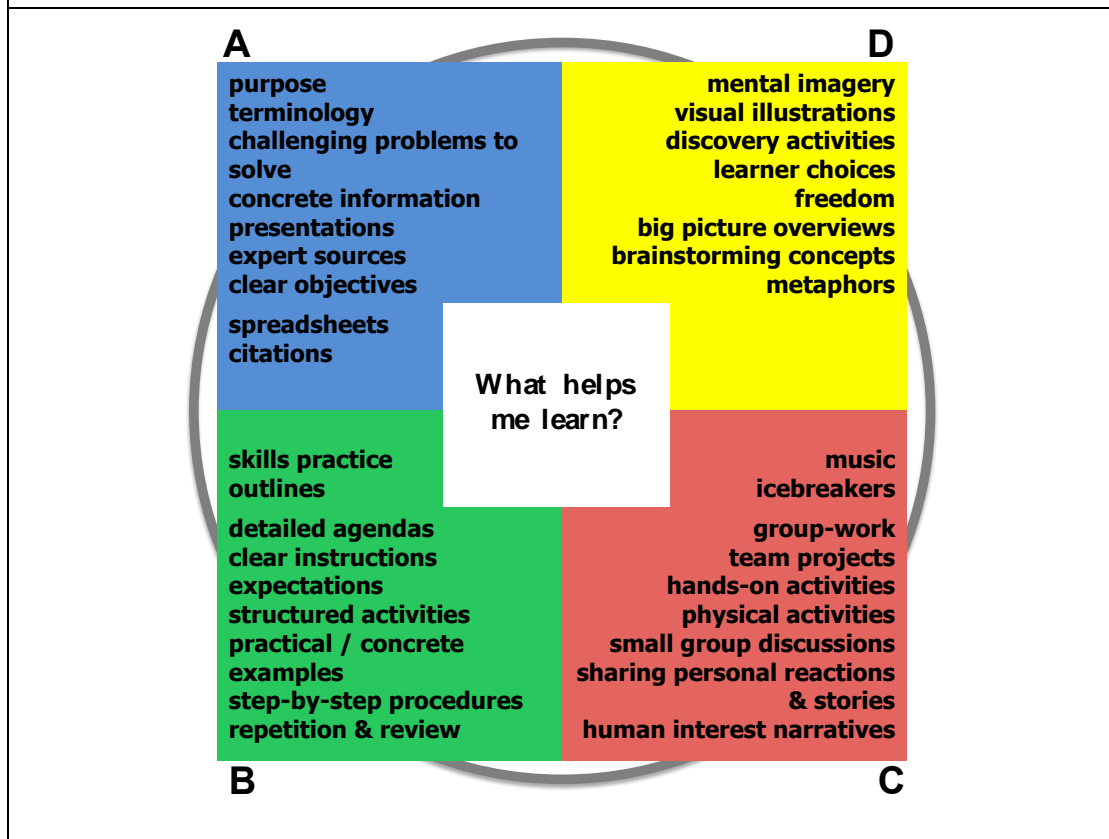 A
purpose
terminology
challenging problems to
solve
concrete information
presentations
expert sources
clear objectives
spreadsheets
citations
D
mental imagery
visual illustrations
discovery activities
learner choices
freedom
big picture overviews
brainstorming concepts
metaphors
What helps
me learn?
skills practice
outlines
detailed agendas
clear instructions
expectations
structured activities
practical / concrete
examples
step-by-step procedures
repetition & review
B
music
icebreakers
group-work
team projects
hands-on activities
physical activities
small group discussions
sharing personal reactions
& stories
human interest narratives
C